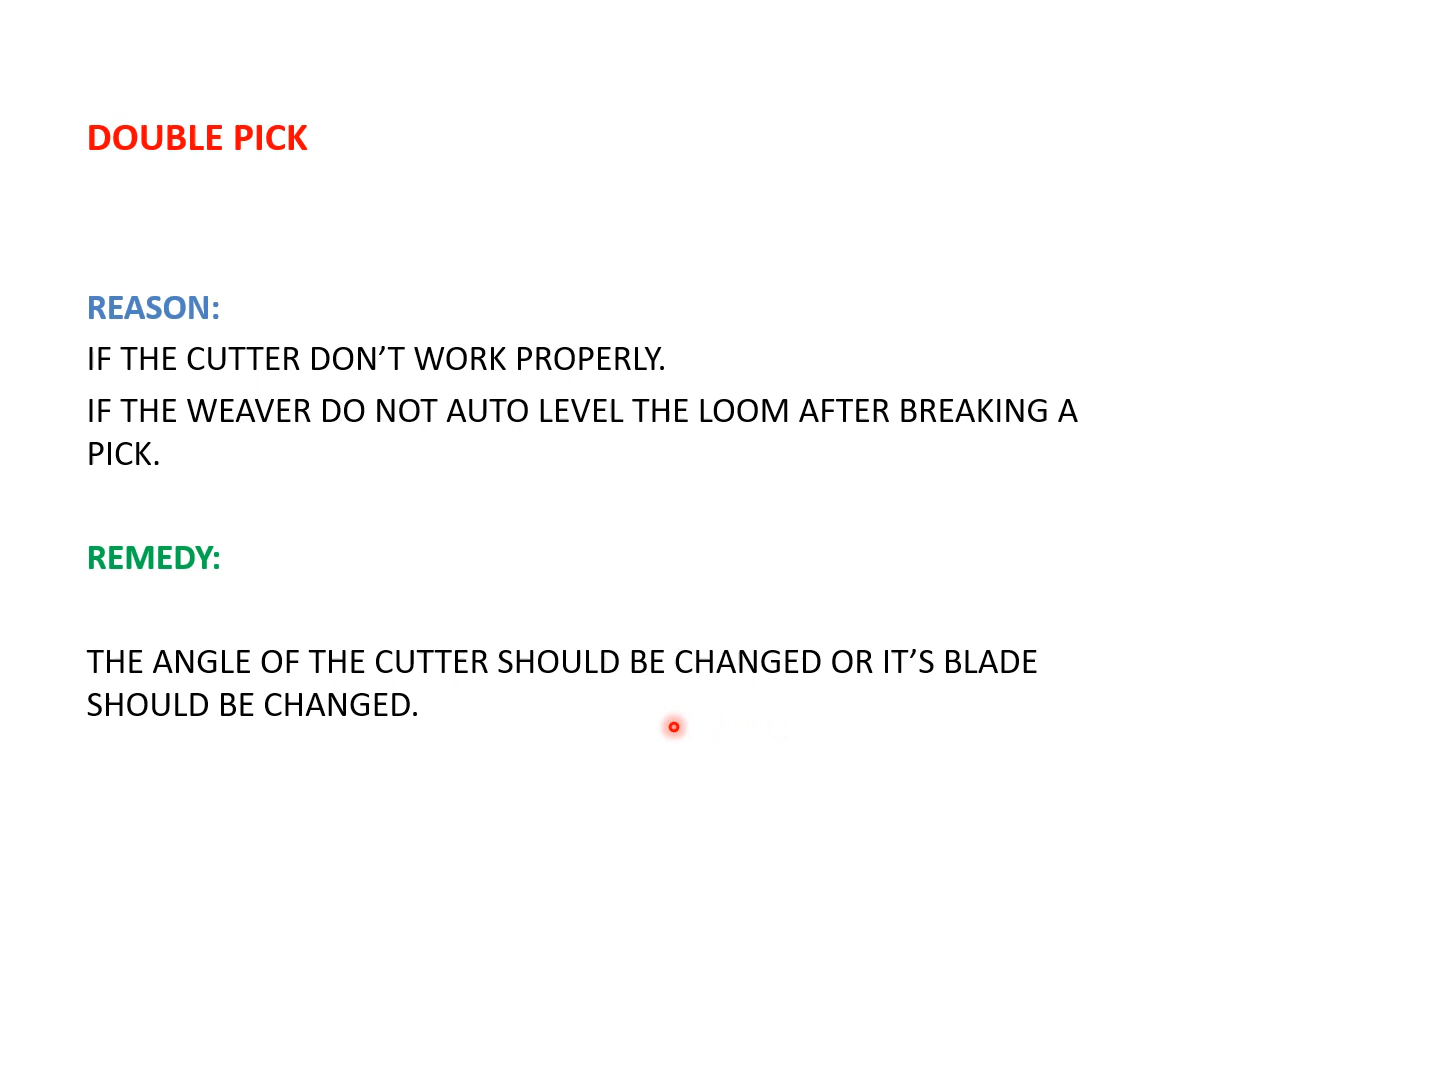 DOUBLE PICK
REASON:
IF THE CUTTER DON’T WORK PROPERLY.
IF THE WEAVER DO NOT AUTO LEVEL THE LOOM AFTER BREAKING A
PICK.
REMEDY:
THE ANGLE OF THE CUTTER SHOULD BE CHANGED OR IT’S BLADE
SHOULD BE CHANGED.